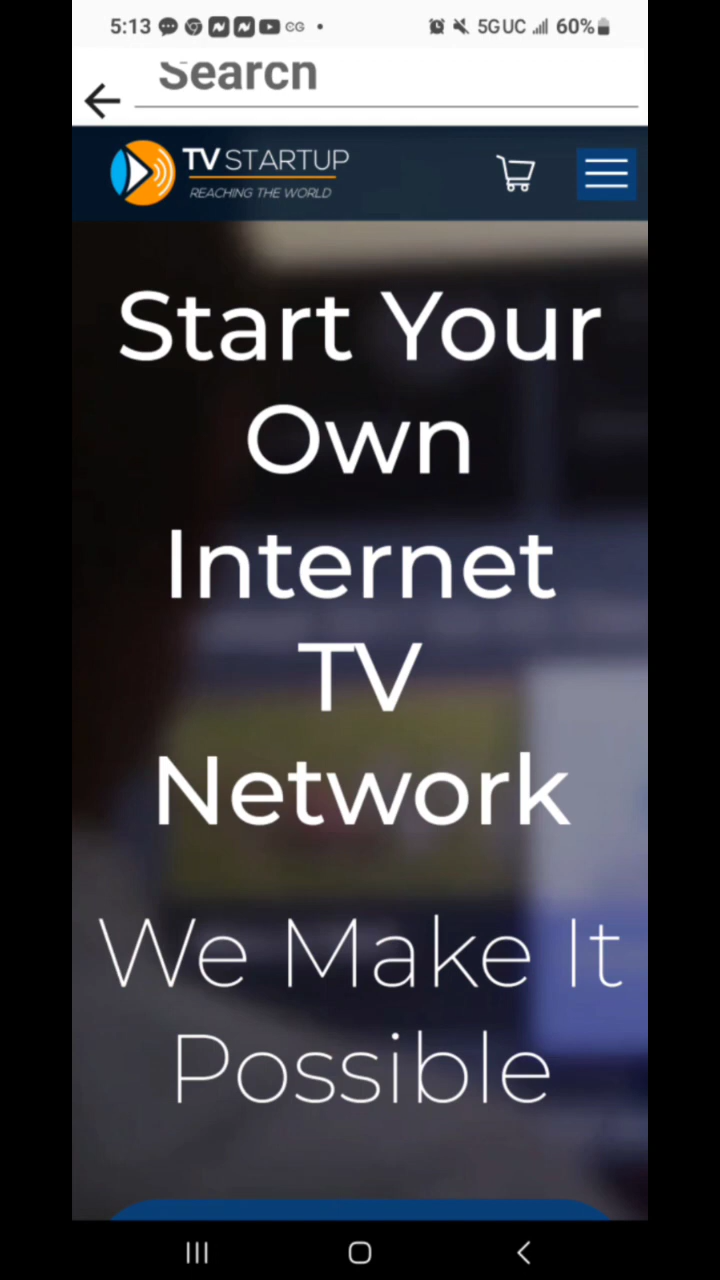 5:13 5GUC 60%
Search
TV STARTUP
REACHING THE WORLD
Start Your
Own
Internet
TV
Network
We Make It
Possible